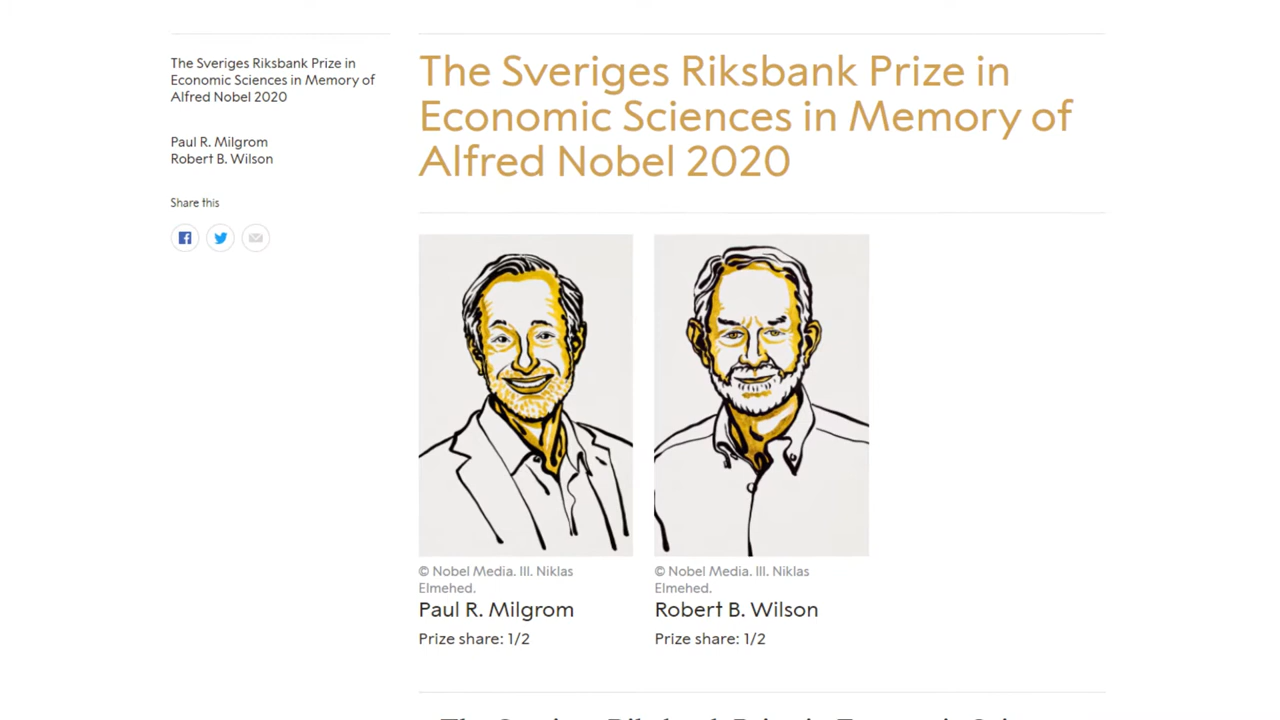 The Sveriges Riksbank Prize in
Economic Sciences in Memory of
Alfred Nobel 2020
Paul R. Milgrom
Robert B. Wilson
Share this
The Sveriges Riksbank Prize in
Economic Sciences in Memory of
Alfred Nobel 2020
© Nobel Media. Ill. Niklas
Elmehed.
Paul R. Milgrom
Prize share: 1/2
© Nobel Media. Ill. Niklas
Elmehed.
Robert B. Wilson
Prize share: 1/2